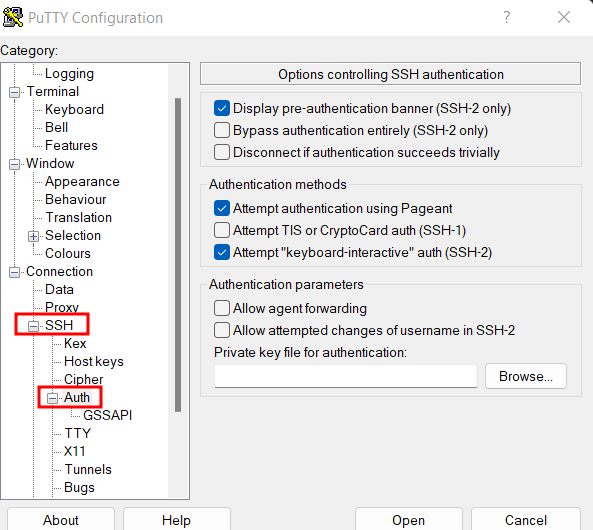 PuTTY Configuration
?
Category:
Logging
Terminal
Keyboard
Bell
Features
Window
Appearance
Behaviour
Translation
Selection
Colours
Connection
Data
Proxy
SSH
Kex
Host keys
Cipher
Auth
GSSAPI
TTY
X11
Tunnels
Bugs
Options controlling SSH authentication
Display pre-authentication banner (SSH-2 only)
Bypass authentication entirely (SSH-2 only)
Disconnect if authentication succeeds trivially
Authentication methods
Attempt authentication using Pageant
Attempt TIS or CryptoCard auth (SSH-1)
Attempt "keyboard-interactive" auth (SSH-2)
Authentication parameters
Allow agent forwarding
Allow attempted changes of username in SSH-2
Private key file for authentication:
Browse...
About
Help
Open
Cancel